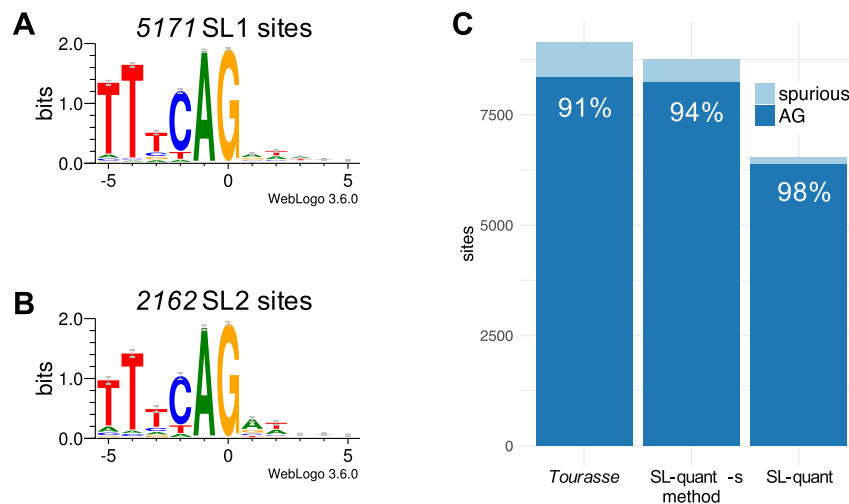 A
5171 SL1 sites
2.0
bits
1.0
TTTCAG
0.0
-5
0
5
WebLogo 3.6.0
B
2162 SL2 sites
2.0
bits
1.0
TTTCAG
0.0
-5
0
5
WebLogo 3.6.0
C
spurious
AG
91%
94%
98%
7500
5000
sites
2500
0
Tourasse
SL-quant -s
SL-quant
method